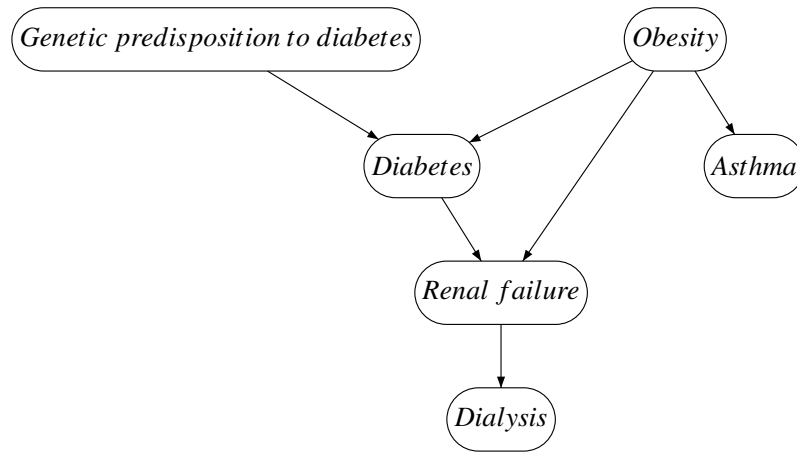 Genetic predisposition to diabetes
Obesity
Diabetes
Asthma
Renal failure
Dialysis